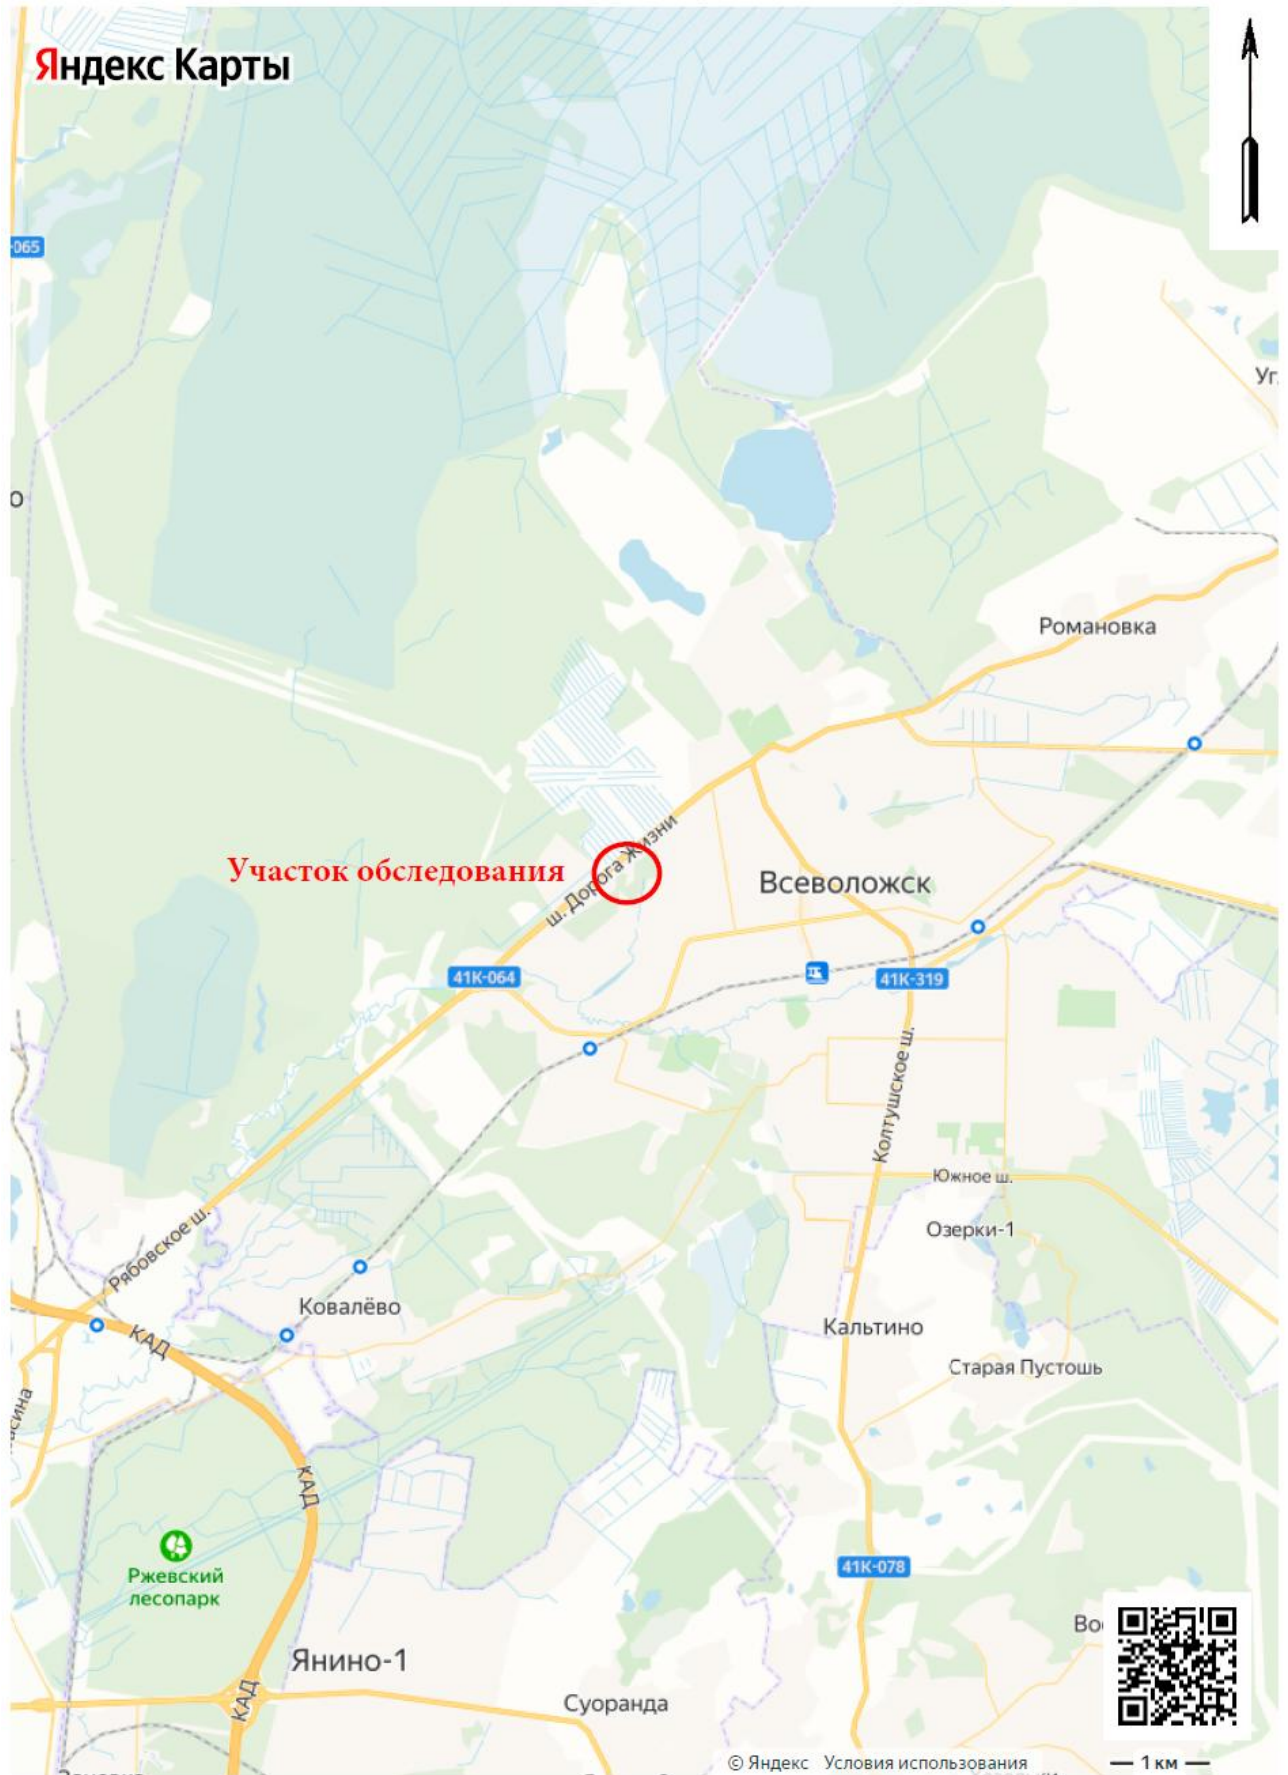 Яндекс Карты
-065
Уг.
о
Романовка
Участок обследования
ш. Дорога Жизни
Всеволожск
41К-064
41К-319
Колтушское ш.
Южное ш.
Озерки-1
Рябовское ш.
Ковалёво
КАД
Кальтино
Старая Пустошь
КАД
41К-078
Ржевский
лесопарк
Во
Янино-1
КАД
Суоранда
© Яндекс Условия использования
1 км